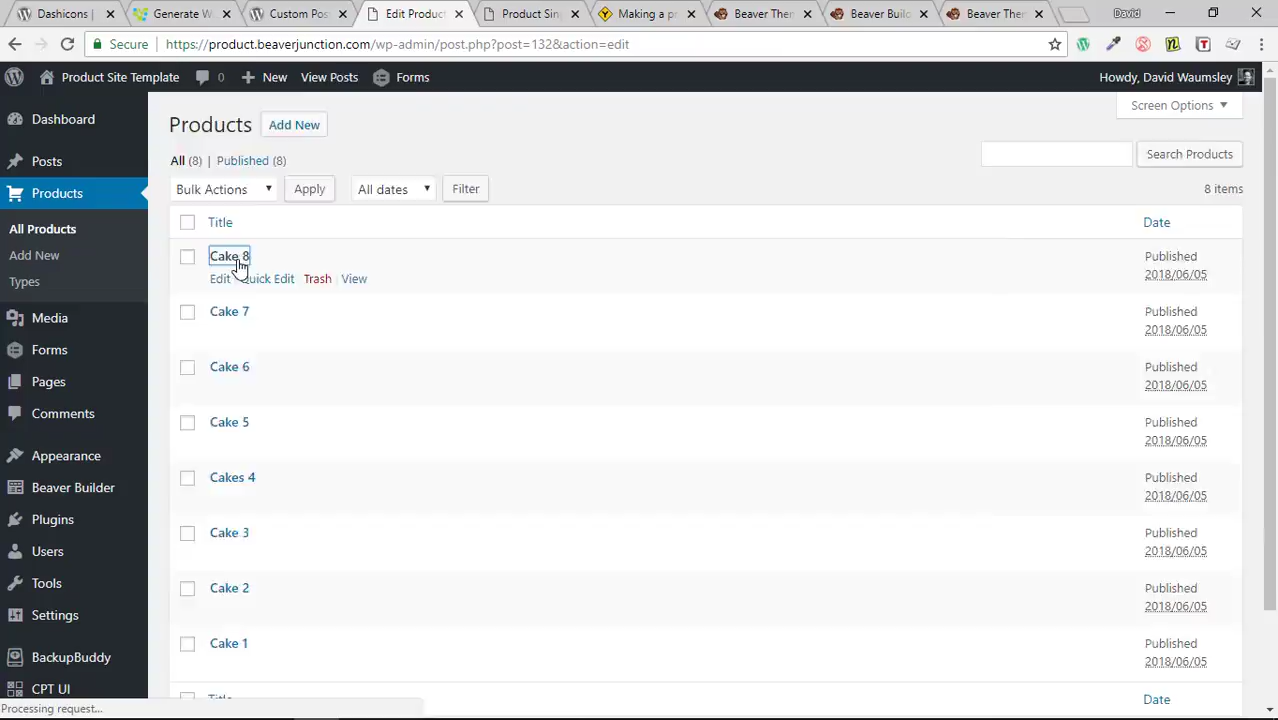 Dashicons |
Generate W
Custom Pos
Edit Produc
Product Sin
Making a p
Beaver Then
Beaver Buil
Beaver Ther
David
Secure
https://product.beaverjunction.com/wp-admin/post.php?post=132&action=edit
Product Site Template
0
New
View Posts
Forms
Howdy, David Waumsley
Dashboard
Posts
Products
All Products
Add New
Types
Media
Forms
Pages
Comments
Appearance
Beaver Builder
Plugins
Users
Tools
Settings
BackupBuddy
CPT UI
Screen Options
Products Add New
All (8) | Published (8)
Search Products
Bulk Actions Apply All dates Filter
8 items
Title Date
Cake 8
Edit Quick Edit | Trash | View
Published
2018/06/05
Cake 7
Published
2018/06/05
Cake 6
Published
2018/06/05
Cake 5
Published
2018/06/05
Cakes 4
Published
2018/06/05
Cake 3
Published
2018/06/05
Cake 2
Published
2018/06/05
Cake 1
Published
2018/06/05
Title Date
Processing request...